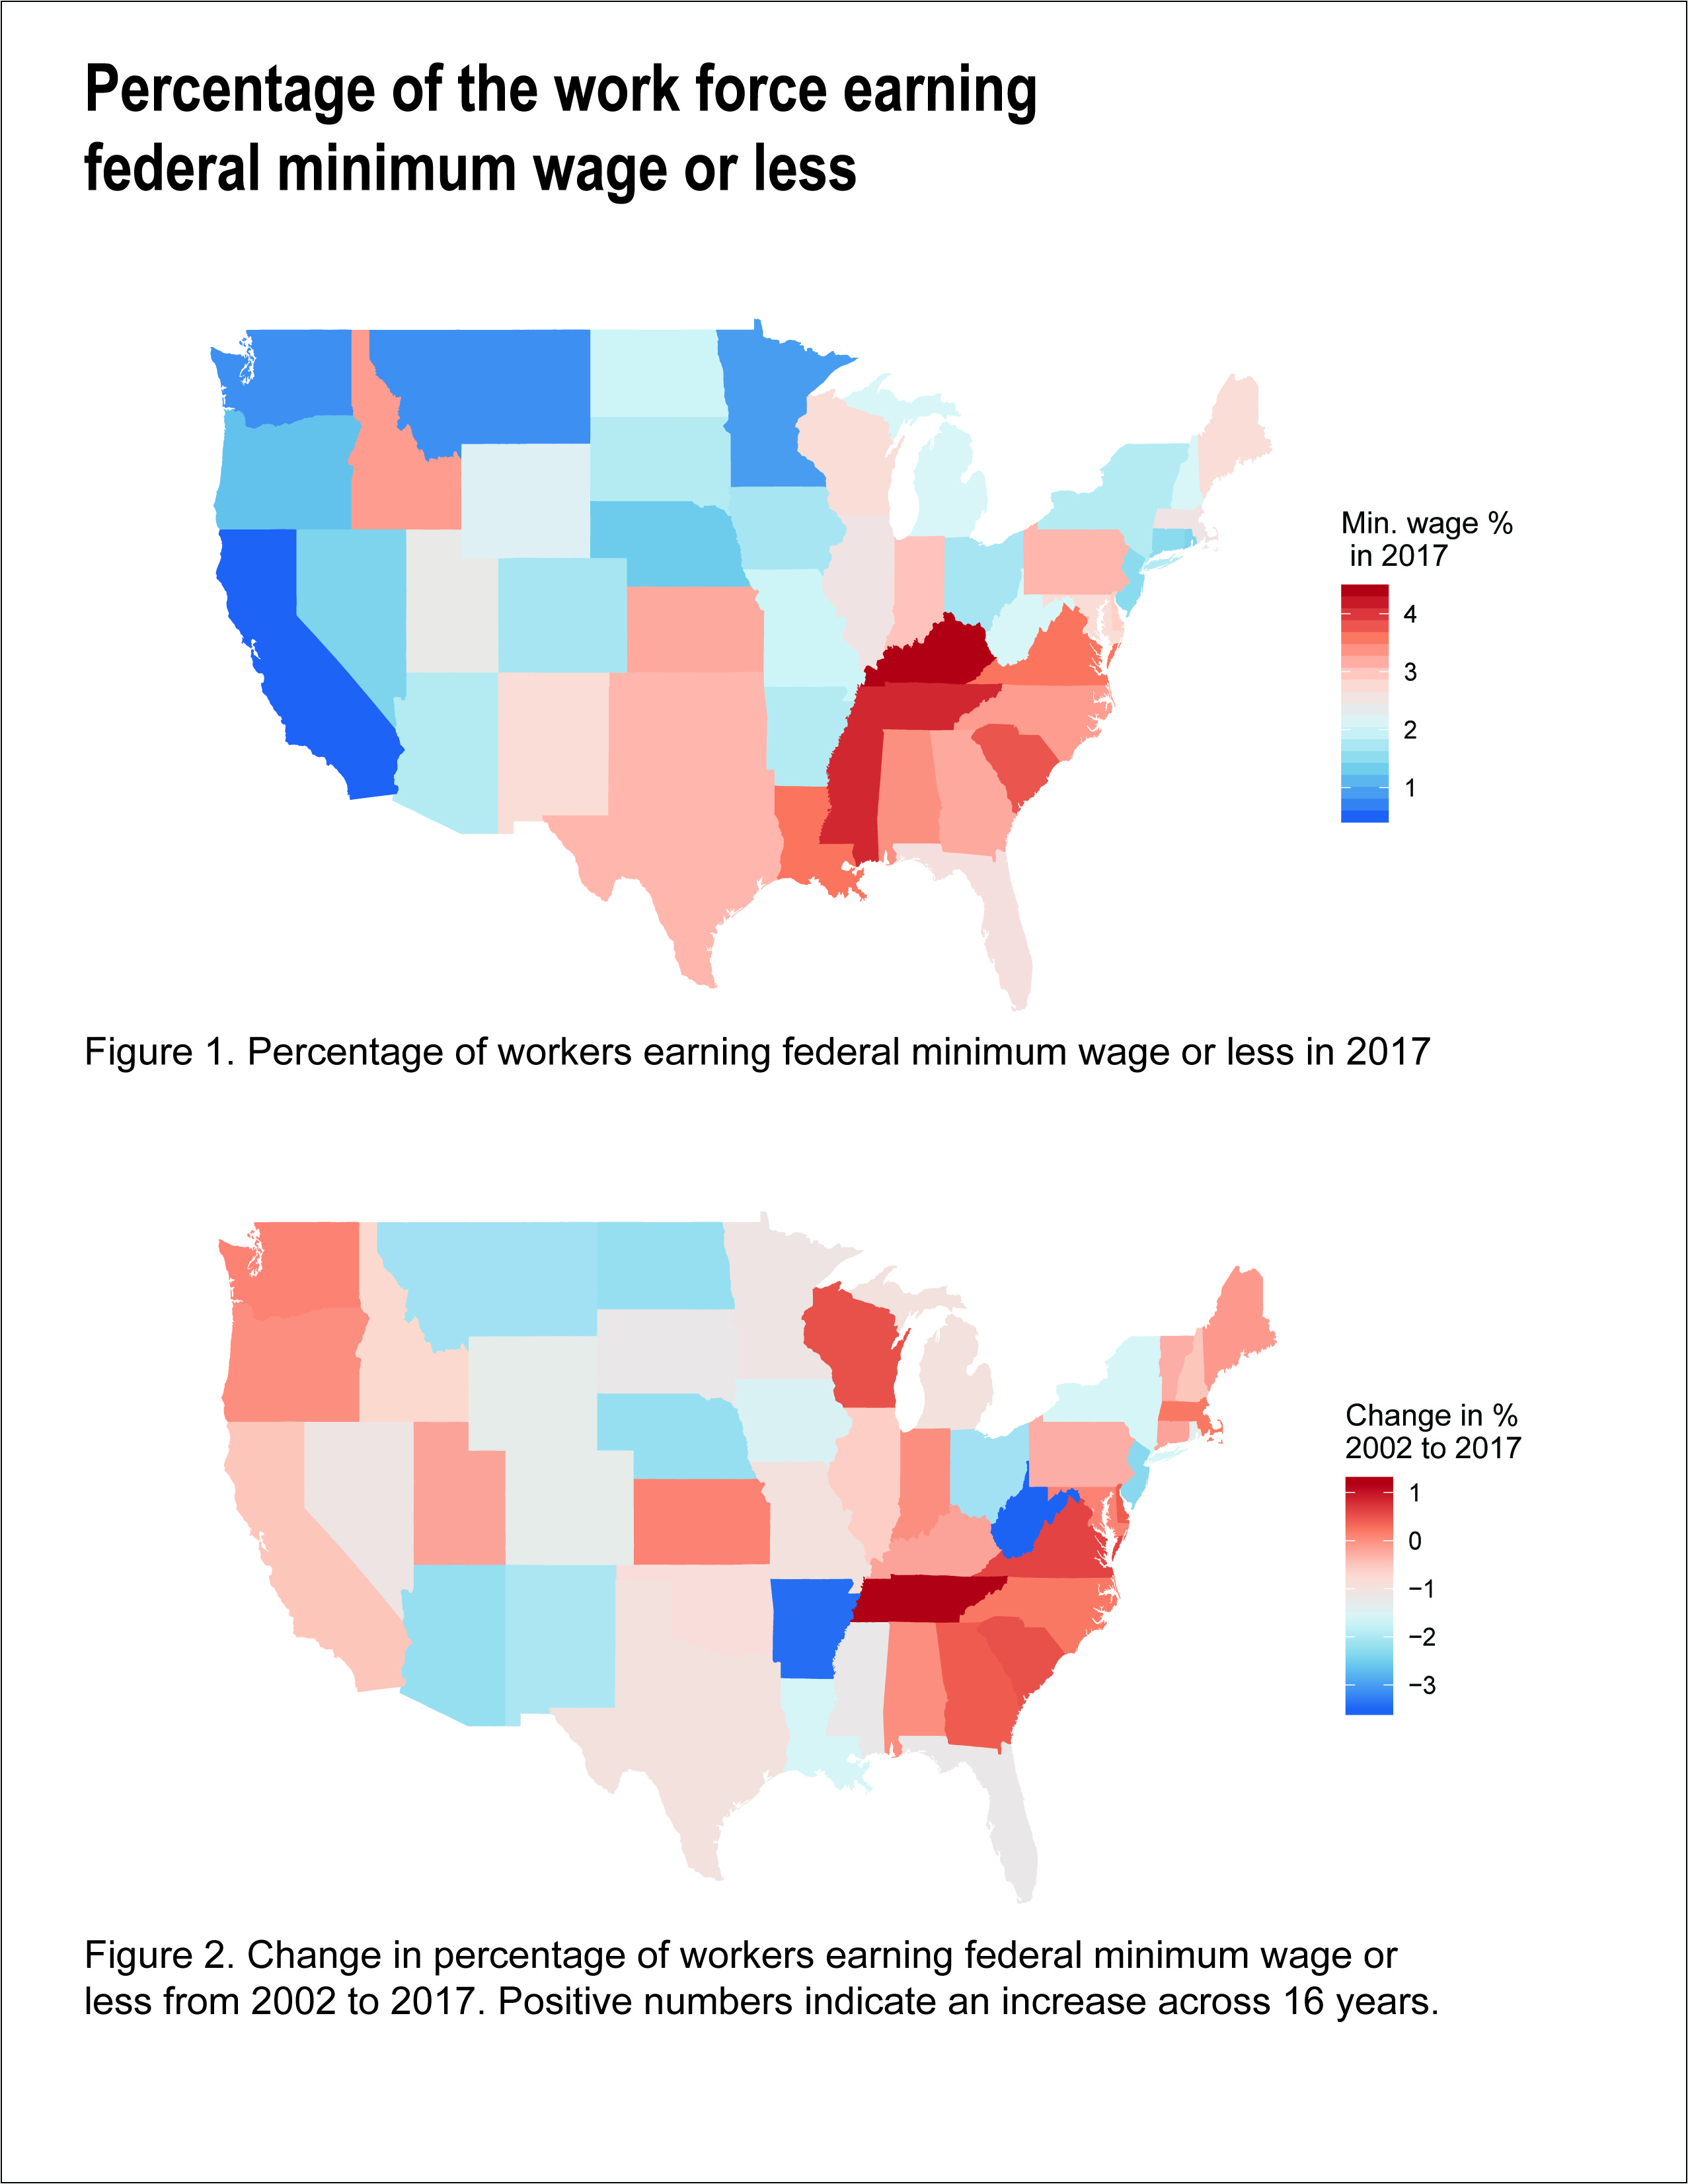 Percentage of the work force earning
federal minimum wage or less
Min. wage %
in 2017
4
3
2
1
Figure 1. Percentage of workers earning federal minimum wage or less in 2017
Change in %
2002 to 2017
1
0
−1
−2
−3
Figure 2. Change in percentage of workers earning federal minimum wage or
less from 2002 to 2017. Positive numbers indicate an increase across 16 years.